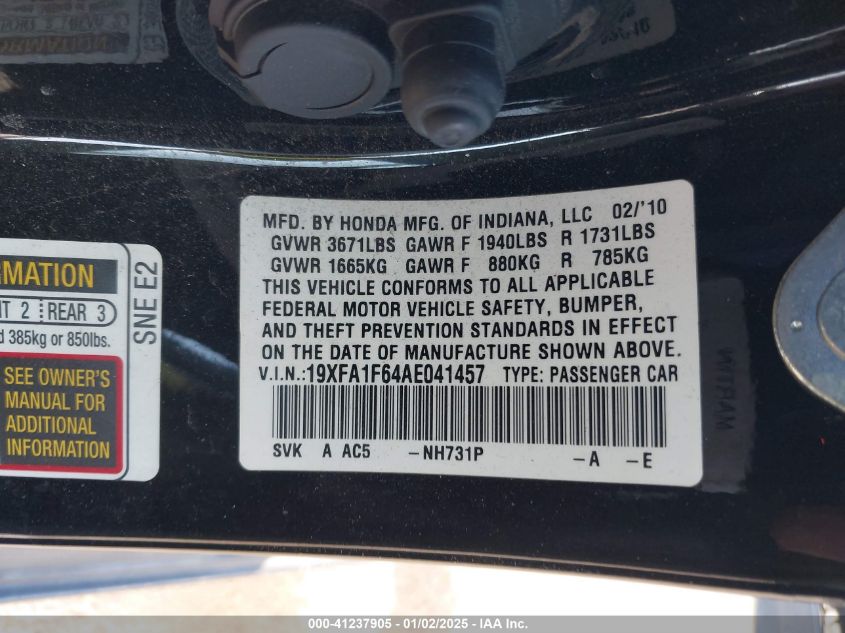 MFD. BY HONDA MFG. OF INDIANA, LLC 02/'10
GVWR 3671LBS GAWR F 1940LBS R 1731LBS
GVWR 1665KG GAWR F 880KG R 785KG
THIS VEHICLE CONFORMS TO ALL APPLICABLE
FEDERAL MOTOR VEHICLE SAFETY, BUMPER,
AND THEFT PREVENTION STANDARDS IN EFFECT
ON THE DATE OF MANUFACTURE SHOWN ABOVE.
V.I.N.:19XFA1F64AE041457 TYPE: PASSENGER CAR
SVK A AC5 -NH731P -A -E
2 REAR 3
385kg or 850lbs.
SEE OWNER'S
MANUAL FOR
ADDITIONAL
INFORMATION
SNE E2
000-41237905 - 01/02/2025 - IAA Inc.